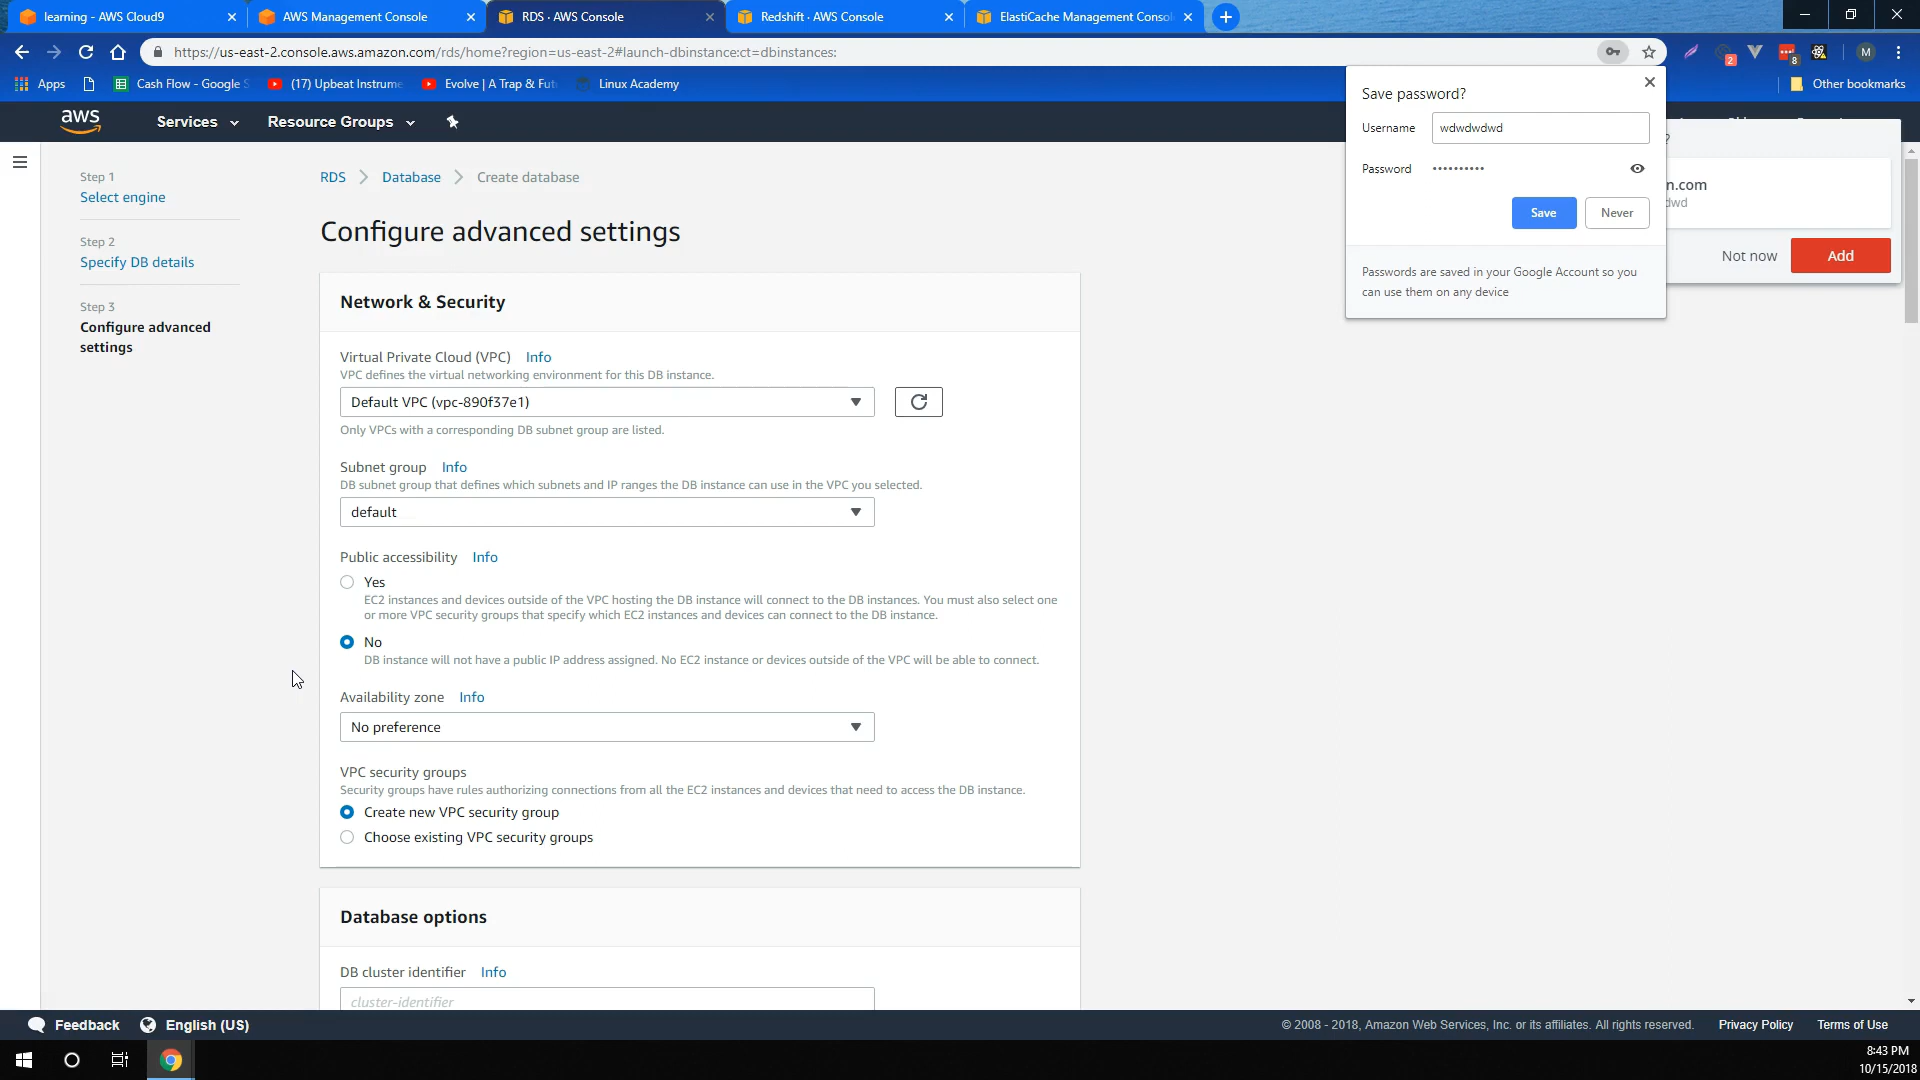 learning - AWS Cloud9
AWS Management Console
RDS · AWS Console
Redshift · AWS Console
ElastiCache Management Consol
https://us-east-2.console.aws.amazon.com/rds/home?region=us-east-2#launch-dbinstance:ct=dbinstances:
2
8
M
Apps
Cash Flow - Google S
(17) Upbeat Instrume
Evolve | A Trap & Fut
Linux Academy
Other bookmarks
aws
Services
Resource Groups
Save password?
Username
wdwdwdwd
Password
••••••••••
Save
Never
Passwords are saved in your Google Account so you
can use them on any device
?
n.com
dwd
Not now
Add
Step 1
Select engine
Step 2
Specify DB details
Step 3
Configure advanced
settings
RDS
Database
Create database
Configure advanced settings
Network & Security
Virtual Private Cloud (VPC) Info
VPC defines the virtual networking environment for this DB instance.
Default VPC (vpc-890f37e1)
Only VPCs with a corresponding DB subnet group are listed.
Subnet group Info
DB subnet group that defines which subnets and IP ranges the DB instance can use in the VPC you selected.
default
Public accessibility Info
Yes
EC2 instances and devices outside of the VPC hosting the DB instance will connect to the DB instances. You must also select one
or more VPC security groups that specify which EC2 instances and devices can connect to the DB instance.
No
DB instance will not have a public IP address assigned. No EC2 instance or devices outside of the VPC will be able to connect.
Availability zone Info
No preference
VPC security groups
Security groups have rules authorizing connections from all the EC2 instances and devices that need to access the DB instance.
Create new VPC security group
Choose existing VPC security groups
Database options
DB cluster identifier Info
cluster-identifier
Feedback
English (US)
© 2008 - 2018, Amazon Web Services, Inc. or its affiliates. All rights reserved.
Privacy Policy
Terms of Use
8:43 PM
10/15/2018